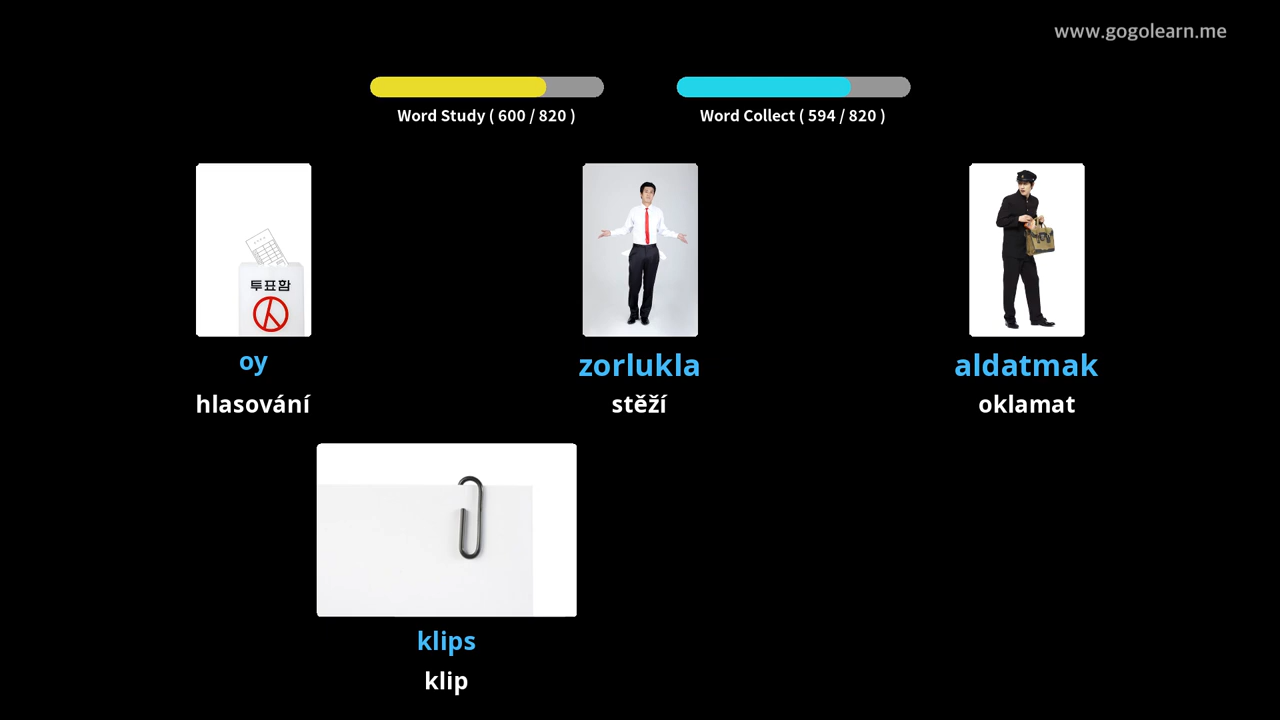 www.gogolearn.me
Word Study ( 600 / 820 )
Word Collect ( 594 / 820 )
투표함
oy
zorlukla
aldatmak
hlasování
stěží
oklamat
klips
klip